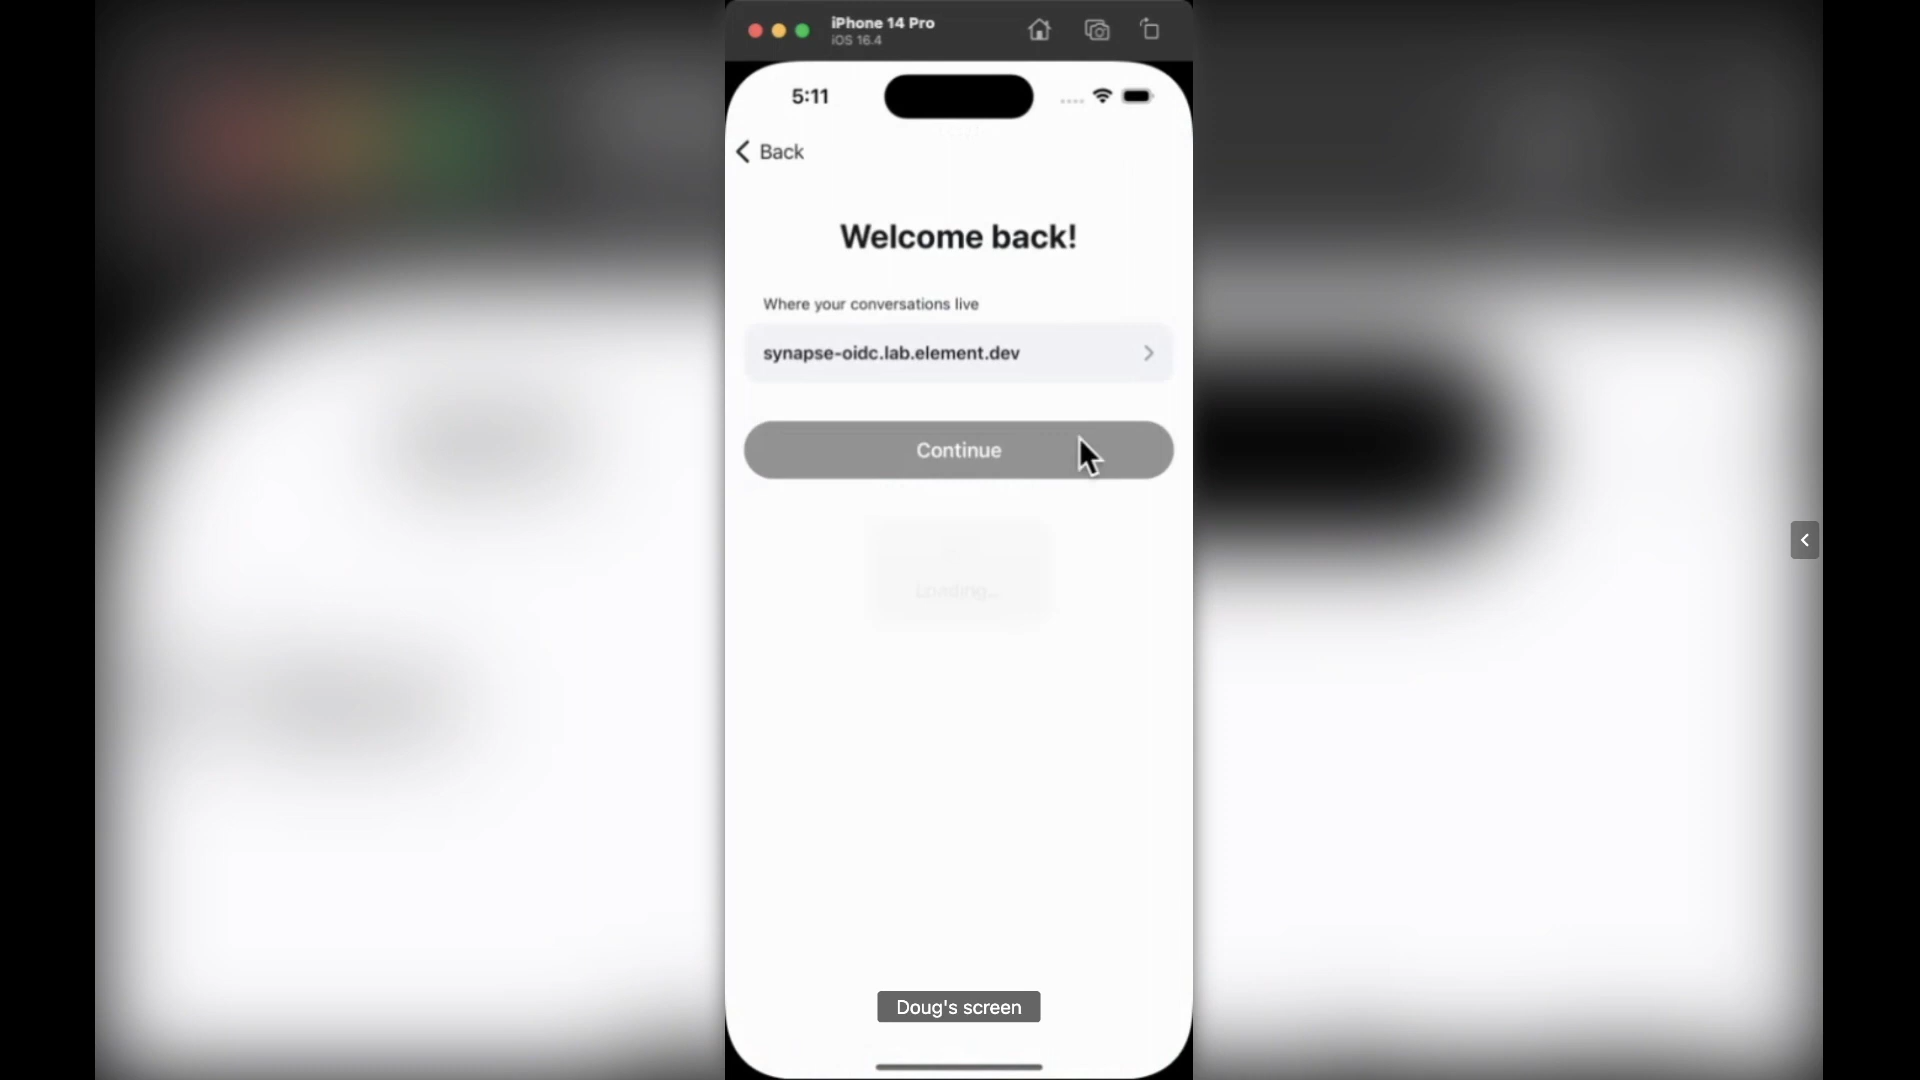 iPhone 14 Pro
iOS 16.4
5:11
Back
Welcome back!
Where your conversations live
synapse-oidc.lab.element.dev
Continue
Loading...
Doug's screen